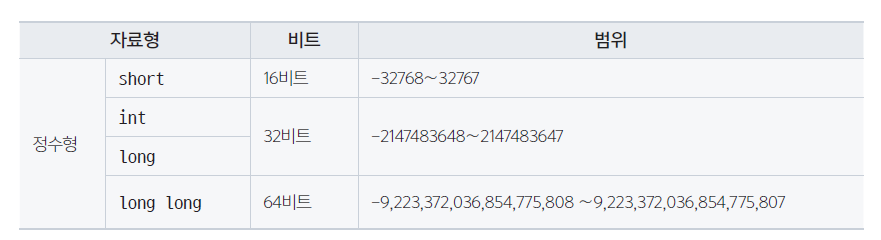 자료형 비트 범위
short 16비트 -32768~32767
int
정수형 32비트 -2147483648~2147483647
long
long long 64비트 -9,223,372,036,854,775,808 ~9,223,372,036,854,775,807